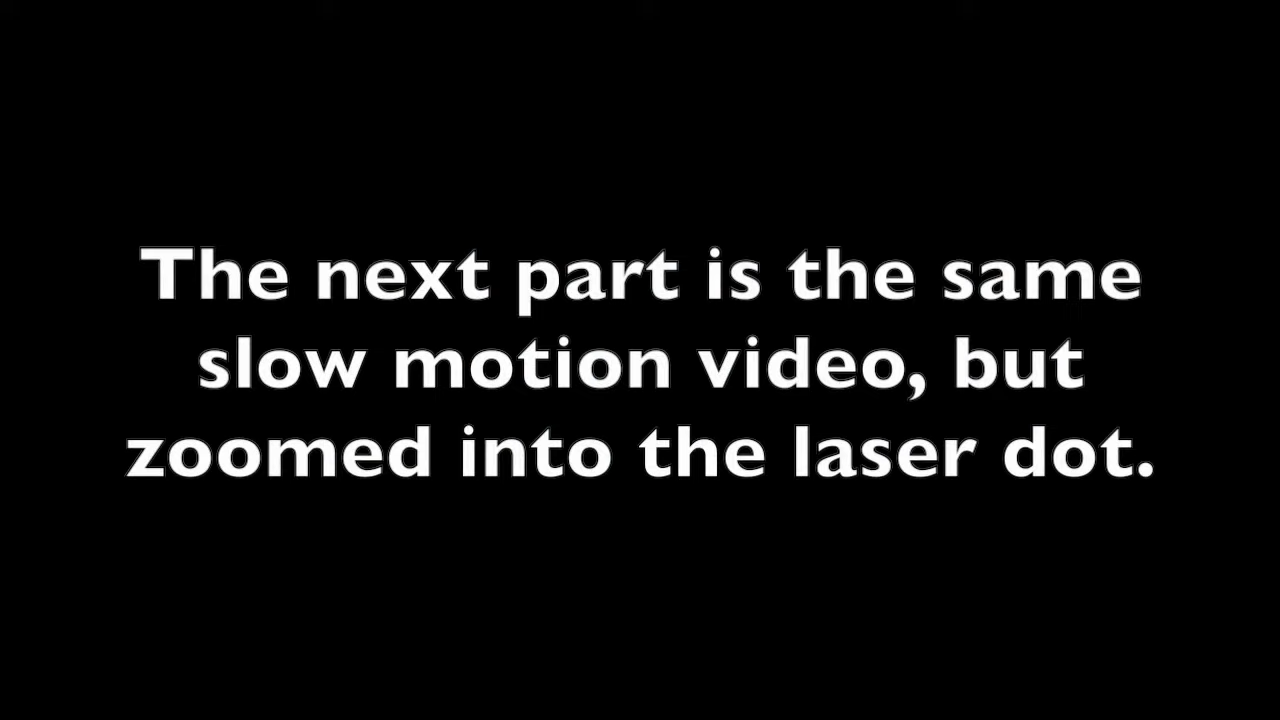 The next part is the same
slow motion video, but
zoomed into the laser dot.